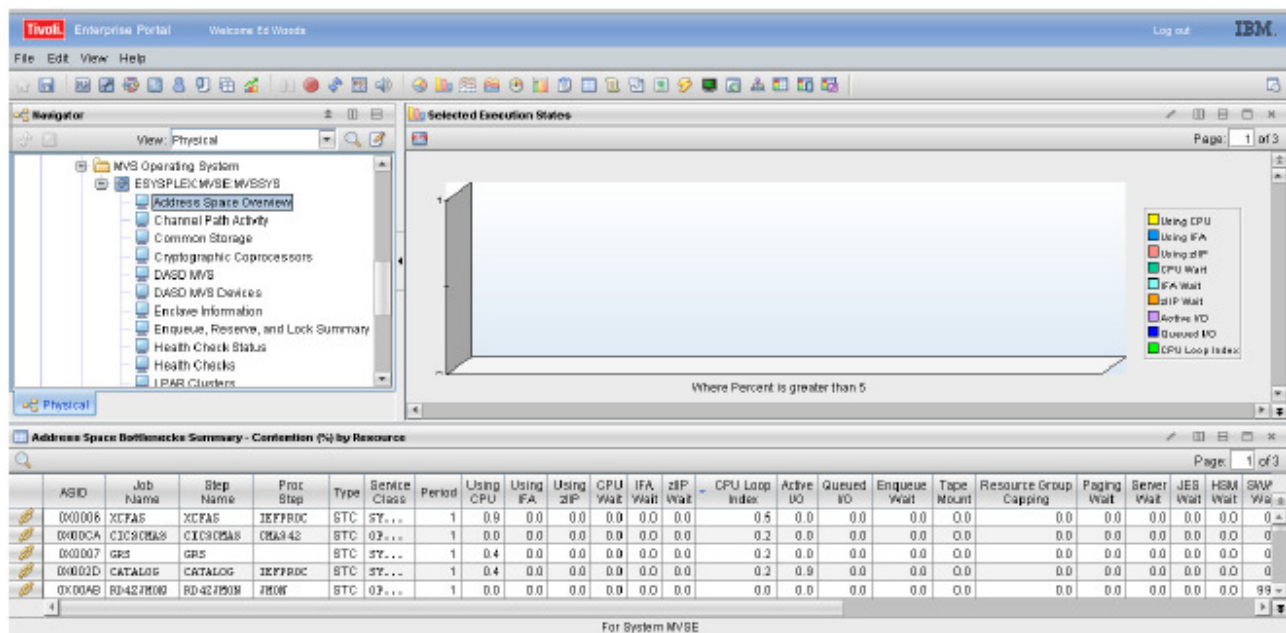 Tivoli. Enterprise Portal Welcome Ed Woods Log out IBM.
File Edit View Help
Navigator
View: Physical
MVS Operating System
ESYSPLEX:MVSE:MVSSYS
Address Space Overview
Channel Path Activity
Common Storage
Cryptographic Coprocessors
DASD MVS
DASD MVS Devices
Enclave Information
Enqueue, Reserve, and Lock Summary
Health Check Status
Health Checks
LPAR Clusters
Physical
Selected Execution States
Page: 1 of 3
1
0
Using CPU
Using IFA
Using zIIP
CPU Wait
IFA Wait
zIIP Wait
Active I/O
Queued I/O
CPU Loop Index
Where Percent is greater than 5
Address Space Bottlenecks Summary - Contention (%) by Resource
Page: 1 of 3
ASID Job Name Step Name Proc Step Type Service Class Period Using CPU Using IFA Using zIIP CPU Wait IFA Wait zIIP Wait CPU Loop Index Active I/O Queued I/O Enqueue Wait Tape Mount Resource Group Capping Paging Wait Server Wait JES Wait HSM Wait SWAP Wa
0X0006 XCFAS XCFAS IEFPROC STC SY... 1 0.9 0.0 0.0 0.0 0.0 0.0 0.5 0.0 0.0 0.0 0.0 0.0 0.0 0.0 0.0 0.0 0
0X00CA CICSCMAS CICSCMAS CMAS42 STC OP... 1 0.0 0.0 0.0 0.0 0.0 0.0 0.2 0.0 0.0 0.0 0.0 0.0 0.0 0.0 0.0 0.0 0
0X0007 GRS GRS STC SY... 1 0.4 0.0 0.0 0.0 0.0 0.0 0.2 0.0 0.0 0.0 0.0 0.0 0.0 0.0 0.0 0.0 0
0X002D CATALOG CATALOG IEFPROC STC SY... 1 0.4 0.0 0.0 0.0 0.0 0.0 0.2 0.9 0.0 0.0 0.0 0.0 0.0 0.0 0.0 0.0 0
0X00AB RD427MON RD427MON 7MON STC OP... 1 0.0 0.0 0.0 0.0 0.0 0.0 0.0 0.0 0.0 0.0 0.0 0.0 0.0 0.0 0.0 0.0 99
For System MVSE